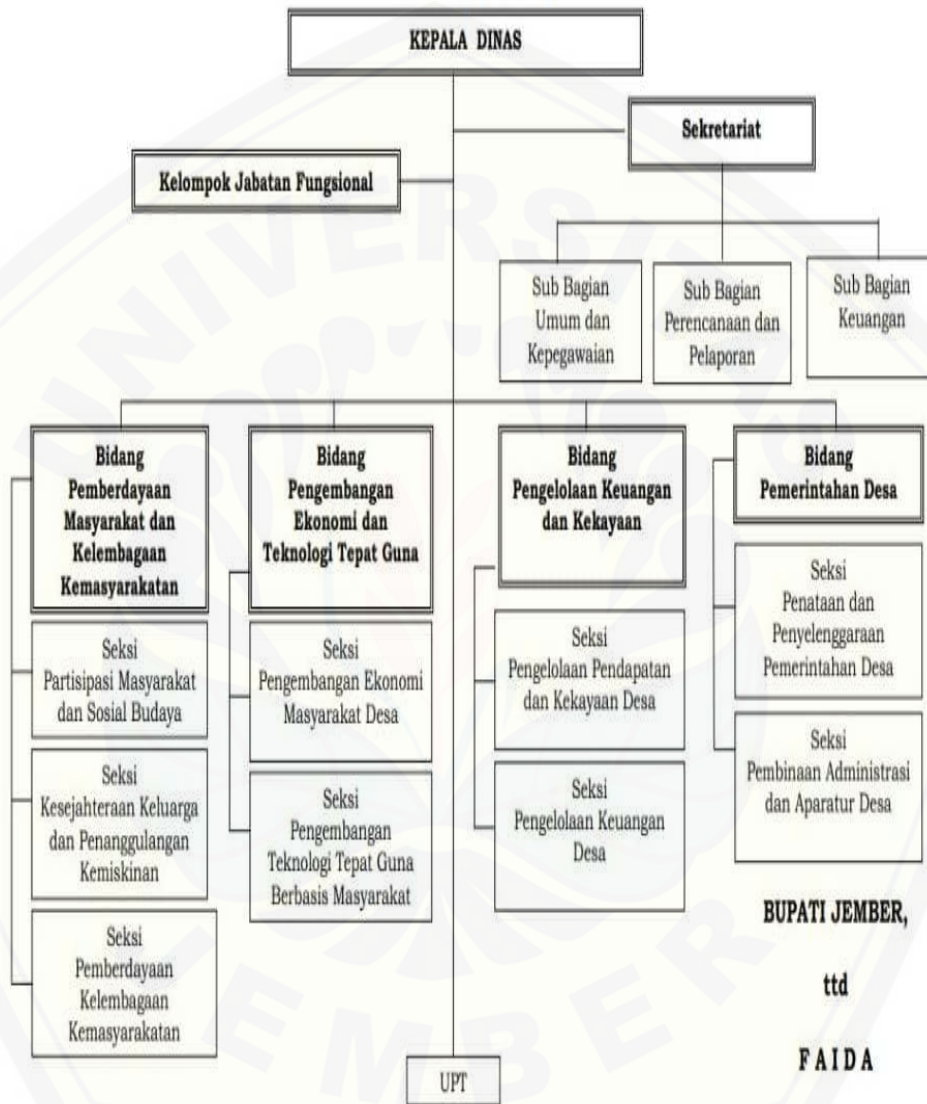 KEPALA DINAS
Sekretariat
Kelompok Jabatan Fungsional
Sub Bagian
Umum dan
Kepegawaian
Sub Bagian
Perencanaan dan
Pelaporan
Sub Bagian
Keuangan
Bidang
Pemberdayaan
Masyarakat dan
Kelembagaan
Kemasyarakatan
Seksi
Partisipasi Masyarakat
dan Sosial Budaya
Seksi
Kesejahteraan Keluarga
dan Penanggulangan
Kemiskinan
Seksi
Pemberdayaan
Kelembagaan
Kemasyarakatan
Bidang
Pengembangan
Ekonomi dan
Teknologi Tepat Guna
Seksi
Pengembangan Ekonomi
Masyarakat Desa
Seksi
Pengembangan
Teknologi Tepat Guna
Berbasis Masyarakat
Bidang
Pengelolaan Keuangan
dan Kekayaan
Seksi
Pengelolaan Pendapatan
dan Kekayaan Desa
Seksi
Pengelolaan Keuangan
Desa
Bidang
Pemerintahan Desa
Seksi
Penataan dan
Penyelenggaraan
Pemerintahan Desa
Seksi
Pembinaan Administrasi
dan Aparatur Desa
UPT
BUPATI JEMBER,
ttd
F A I D A
UNIVERSITAS
JEMBER